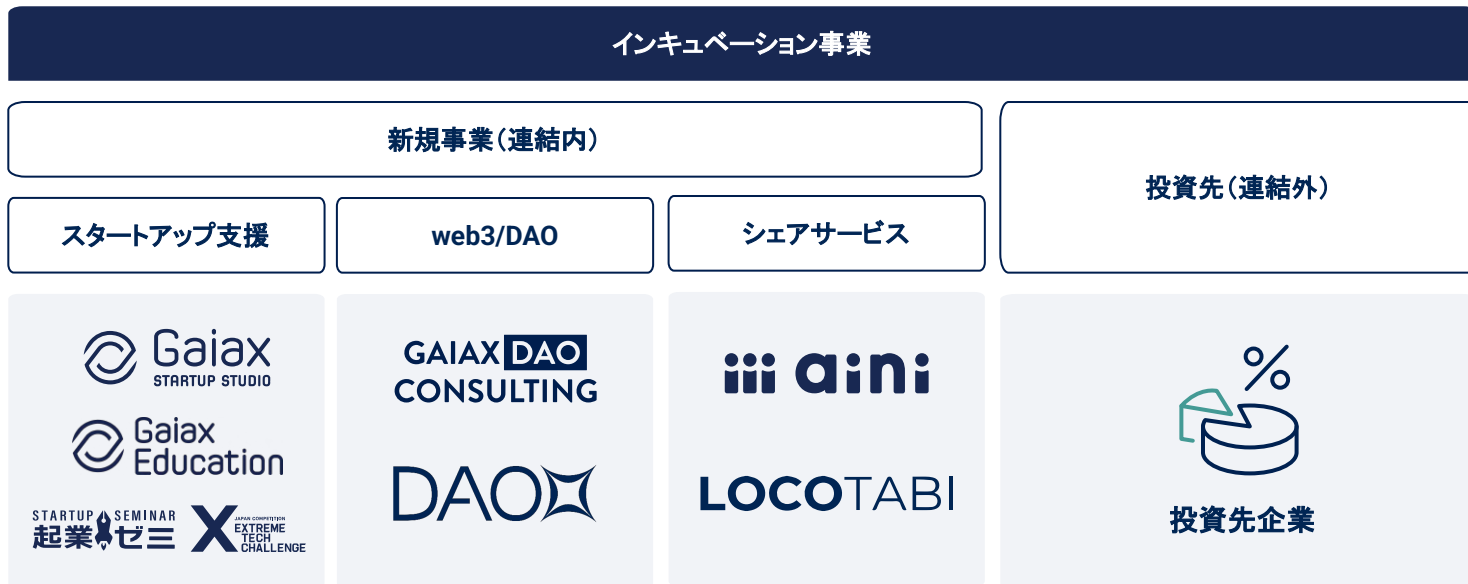 インキュベーション事業
新規事業（連結内）
投資先（連結外）
スタートアップ支援
web3/DAO
シェアサービス
Gaiax
STARTUP STUDIO
Gaiax
Education
STARTUP SEMINAR
起業ゼミ
X
JAPAN COMPETITION
EXTREME
TECH
CHALLENGE
GAIAX DAO
CONSULTING
DAOX
aini
LOCOTABI
%
投資先企業